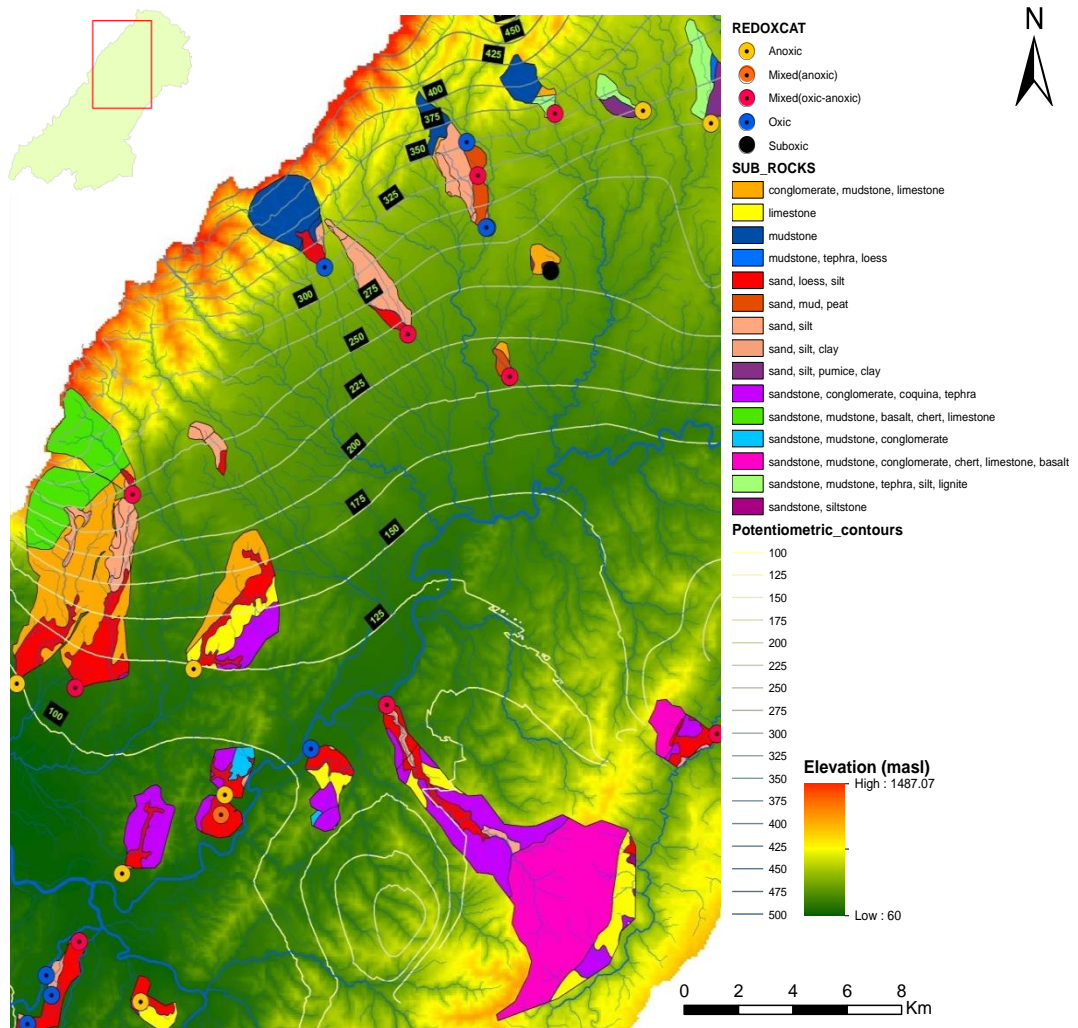 450
425
400
375
350
325
300
275
250
225
200
175
150
125
100
N
REDOXCAT
Anoxic
Mixed(anoxic)
Mixed(oxic-anoxic)
Oxic
Suboxic
SUB_ROCKS
conglomerate, mudstone, limestone
limestone
mudstone
mudstone, tephra, loess
sand, loess, silt
sand, mud, peat
sand, silt
sand, silt, clay
sand, silt, pumice, clay
sandstone, conglomerate, coquina, tephra
sandstone, mudstone, basalt, chert, limestone
sandstone, mudstone, conglomerate
sandstone, mudstone, conglomerate, chert, limestone, basalt
sandstone, mudstone, tephra, silt, lignite
sandstone, siltstone
Potentiometric_contours
100
125
150
175
200
225
250
275
300
325
350
375
400
425
450
475
500
Elevation (masl)
High : 1487.07
Low : 60
0 2 4 6 8
Km